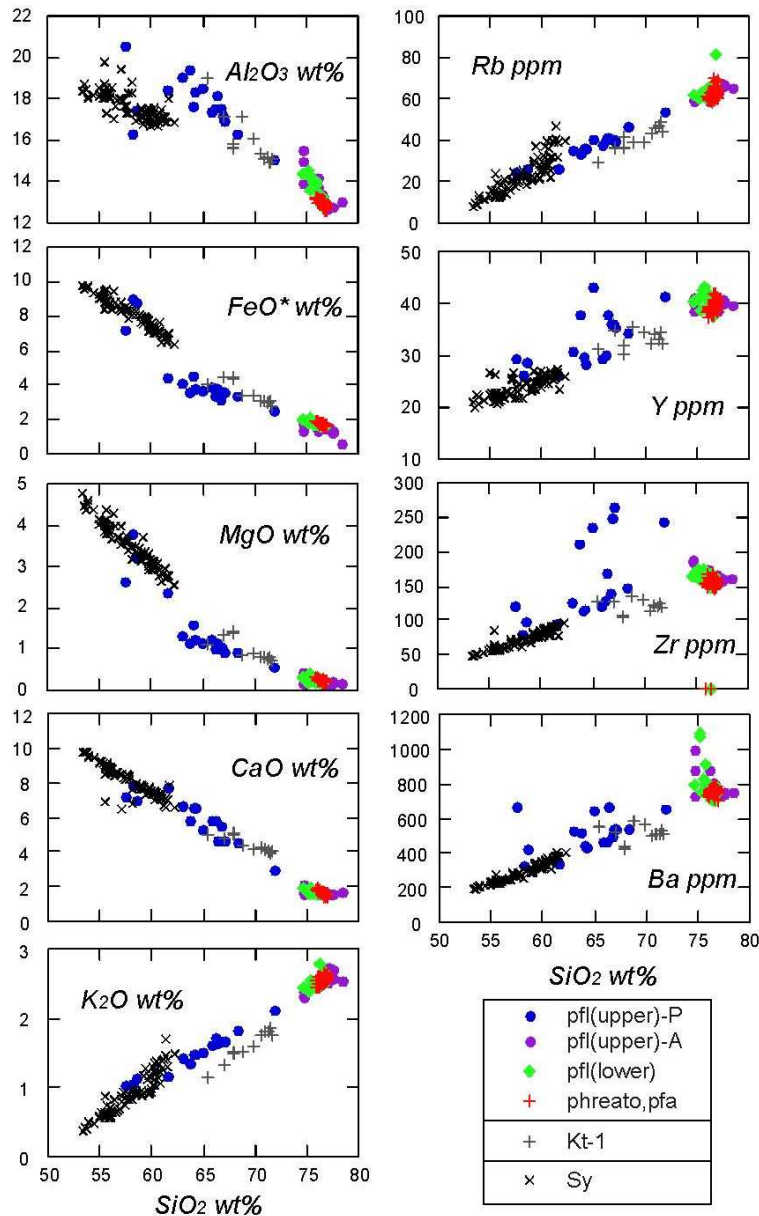 22
20
18
16
14
12
Al2O3 wt%
12
10
8
6
4
2
0
FeO* wt%
5
4
3
2
1
0
MgO wt%
12
10
8
6
4
2
0
CaO wt%
3
2
1
0
K2O wt%
50 55 60 65 70 75 80
SiO2 wt%
100
80
60
40
20
0
Rb ppm
50
40
30
20
10
Y ppm
300
250
200
150
100
50
0
Zr ppm
1200
1000
800
600
400
200
0
Ba ppm
50 55 60 65 70 75 80
SiO2 wt%
pfl(upper)-P
pfl(upper)-A
pfl(lower)
phreato,pfa
Kt-1
Sy